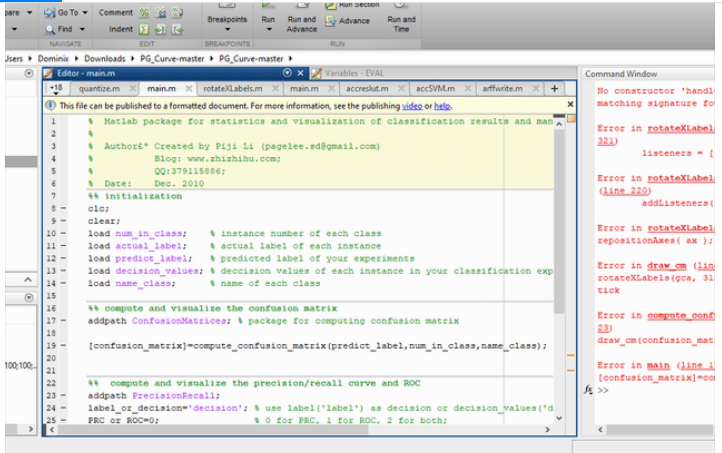 pare Go To Comment Breakpoints Run Run and Advance Run Section Advance Run and Time
Find Indent
NAVIGATE EDIT BREAKPOINTS RUN
Users Dominix Downloads PG_Curve-master PG_Curve-master
Editor - main.m Variables - EVAL
+18 quantize.m main.m rotateXLabels.m main.m accreslut.m accSVM.m arffwrite.m +
This file can be published to a formatted document. For more information, see the publishing video or help.
1 % Matlab package for statistics and visualization of classification results and man
2 %
3 % Author£º Created by Piji Li (pagelee.sd@gmail.com)
4 % Blog: www.zhizhihu.com;
5 % QQ:379115886;
6 % Date: Dec. 2010
7 %% initialization
8 - clc;
9 - clear;
10 - load num_in_class; % instance number of each class
11 - load actual_label; % actual label of each instance
12 - load predict_label; % predicted label of your experiments
13 - load decision_values; % deccision values of each instance in your classification exp
14 - load name_class; % name of each class
15
16 %% compute and visualize the confusion matrix
17 - addpath ConfusionMatrices; % package for computing confusion matrix
18
19 - [confusion_matrix]=compute_confusion_matrix(predict_label,num_in_class,name_class);
20
21
22 %% compute and visualize the precision/recall curve and ROC
23 - addpath PrecisionRecall;
24 - label_or_decision='decision'; % use label('label') as decision or decision_values('d
25 - PRC or ROC=0; % 0 for PRC, 1 for ROC, 2 for both;
100;100;..
Command Window
No constructor 'handl
matching signature fo
Error in rotateXLabel
321)
listeners = [
Error in rotateXLabel
(line 220)
addListeners(
Error in rotateXLabel
repositionAxes( ax );
Error in draw_cm (lin
rotateXLabels(gca, 31
tick
Error in compute_conf
23)
draw_cm(confusion_mat
Error in main (line 1
[confusion_matrix]=co
fx >>